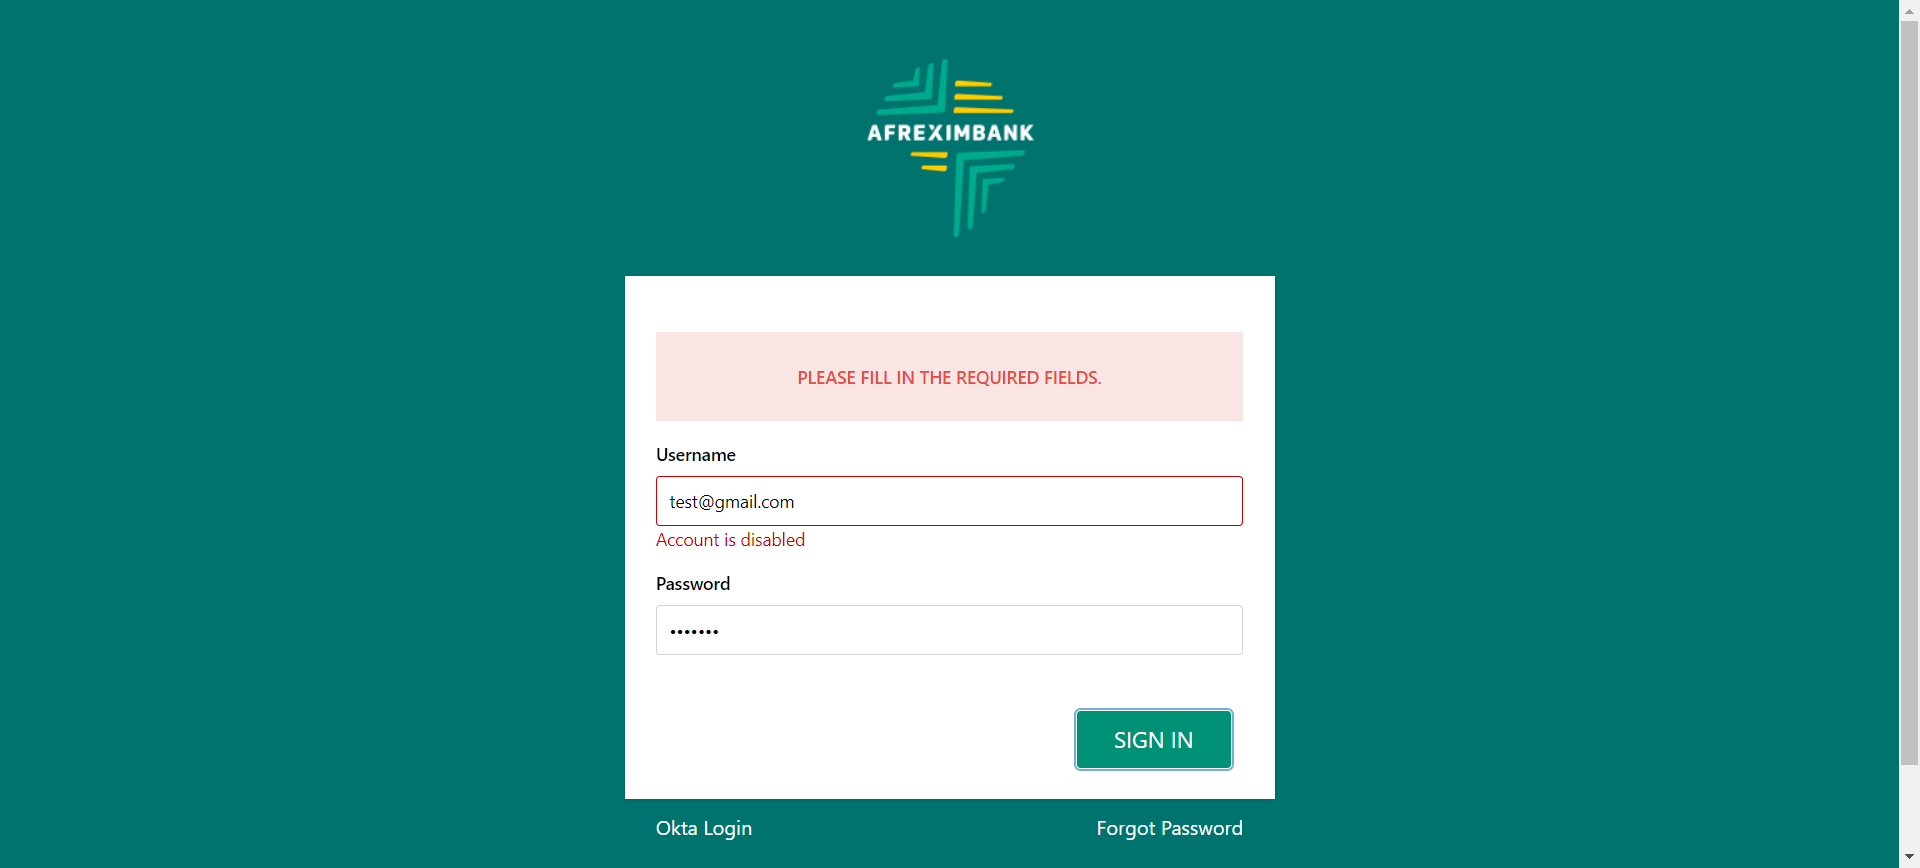 AFREXIMBANK
PLEASE FILL IN THE REQUIRED FIELDS.
Username
test@gmail.com
Account is disabled
Password
•••••••
SIGN IN
Okta Login
Forgot Password